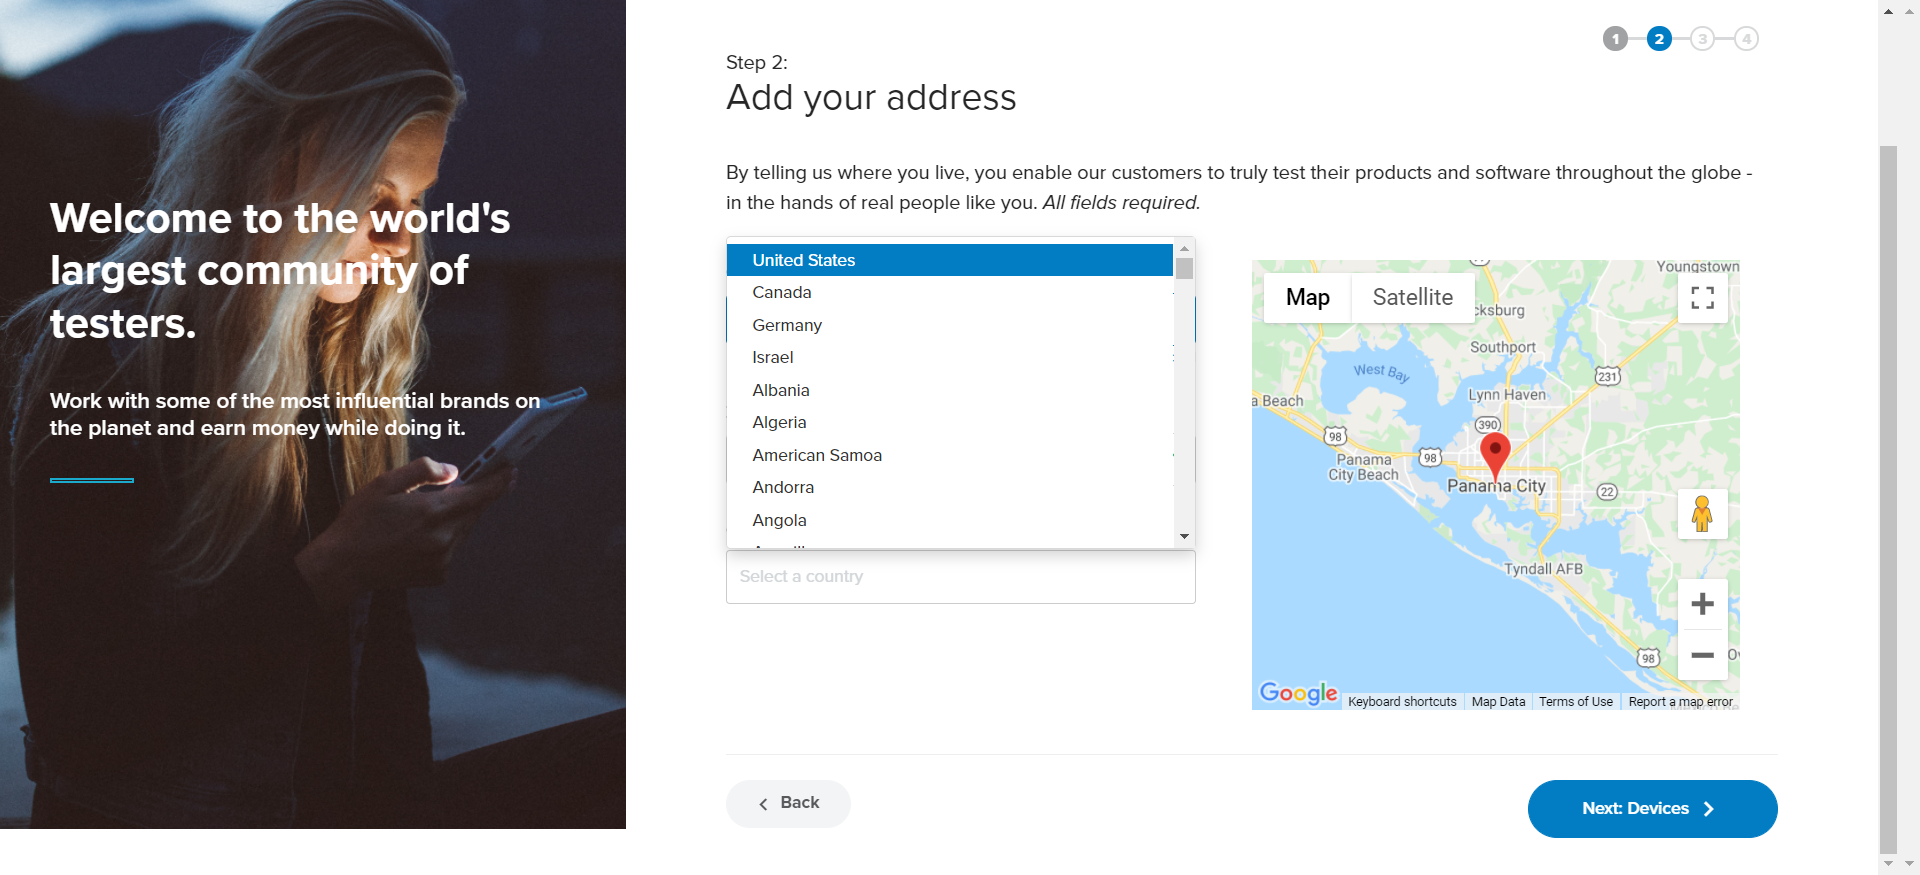 Welcome to the world's
largest community of
testers.
Work with some of the most influential brands on
the planet and earn money while doing it.
1
2
3
4
Step 2:
Add your address
By telling us where you live, you enable our customers to truly test their products and software throughout the globe -
in the hands of real people like you. All fields required.
United States
Canada
Germany
Israel
Albania
Algeria
American Samoa
Andorra
Angola
Select a country
Map
Satellite
Youngstown
cksburg
Southport
West Bay
231
Lynn Haven
a Beach
390
98
98
Panama
City Beach
Panama City
22
Tyndall AFB
98
Google
Keyboard shortcuts
Map Data
Terms of Use
Report a map error
Back
Next: Devices